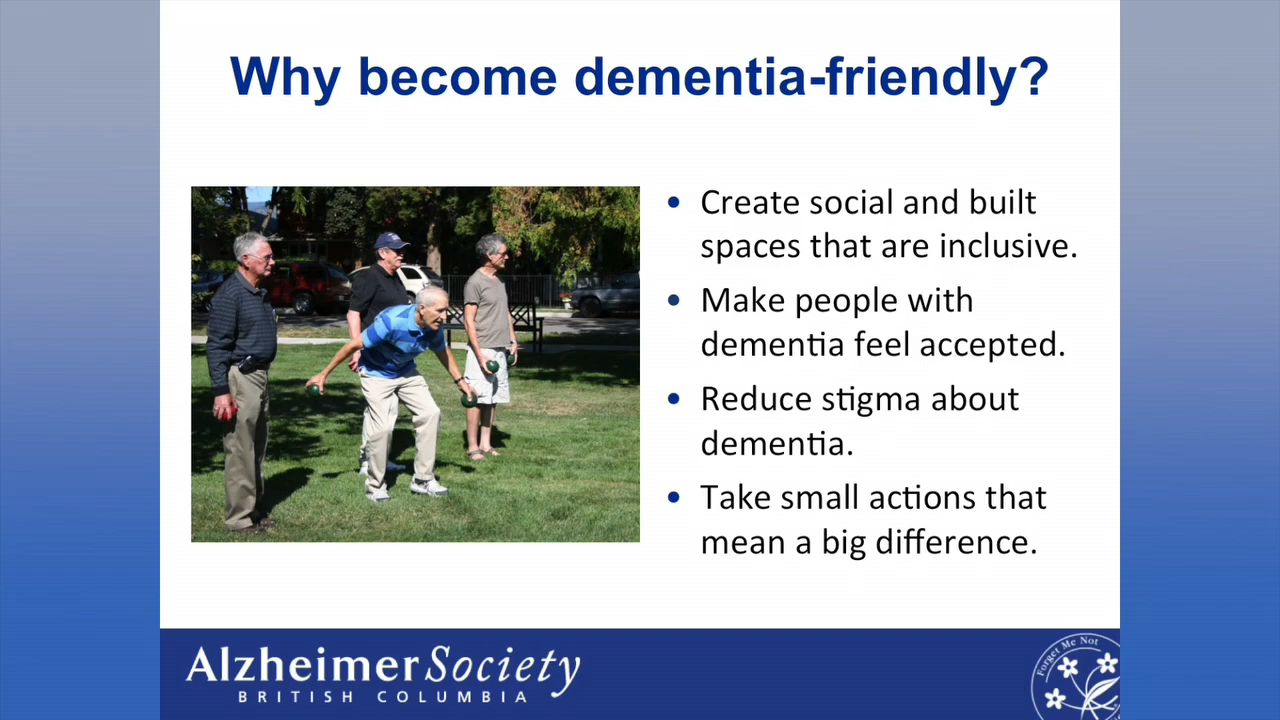 Why become dementia-friendly?
• Create social and built
spaces that are inclusive.
• Make people with
dementia feel accepted.
• Reduce stigma about
dementia.
• Take small actions that
mean a big difference.
Alzheimer Society
BRITISH COLUMBIA
Forget Me Not